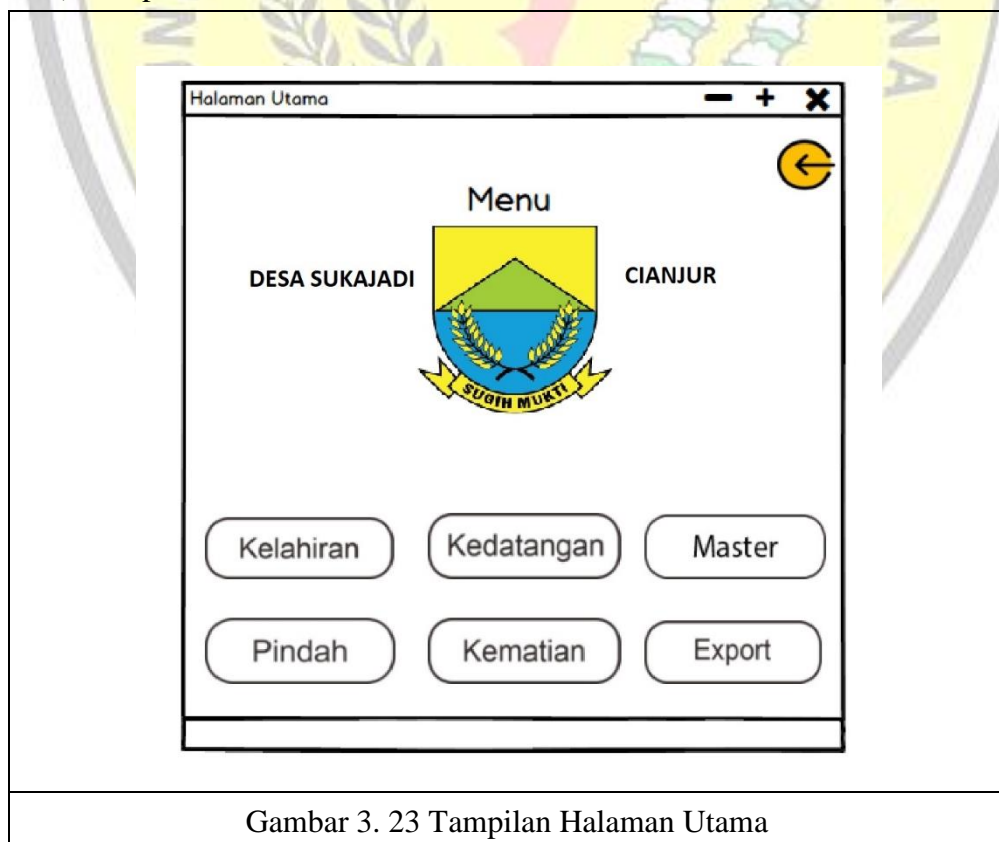 Halaman Utama
Menu
DESA SUKAJADI
CIANJUR
SUGIH MUKTI
Kelahiran
Kedatangan
Master
Pindah
Kematian
Export
Gambar 3. 23 Tampilan Halaman Utama